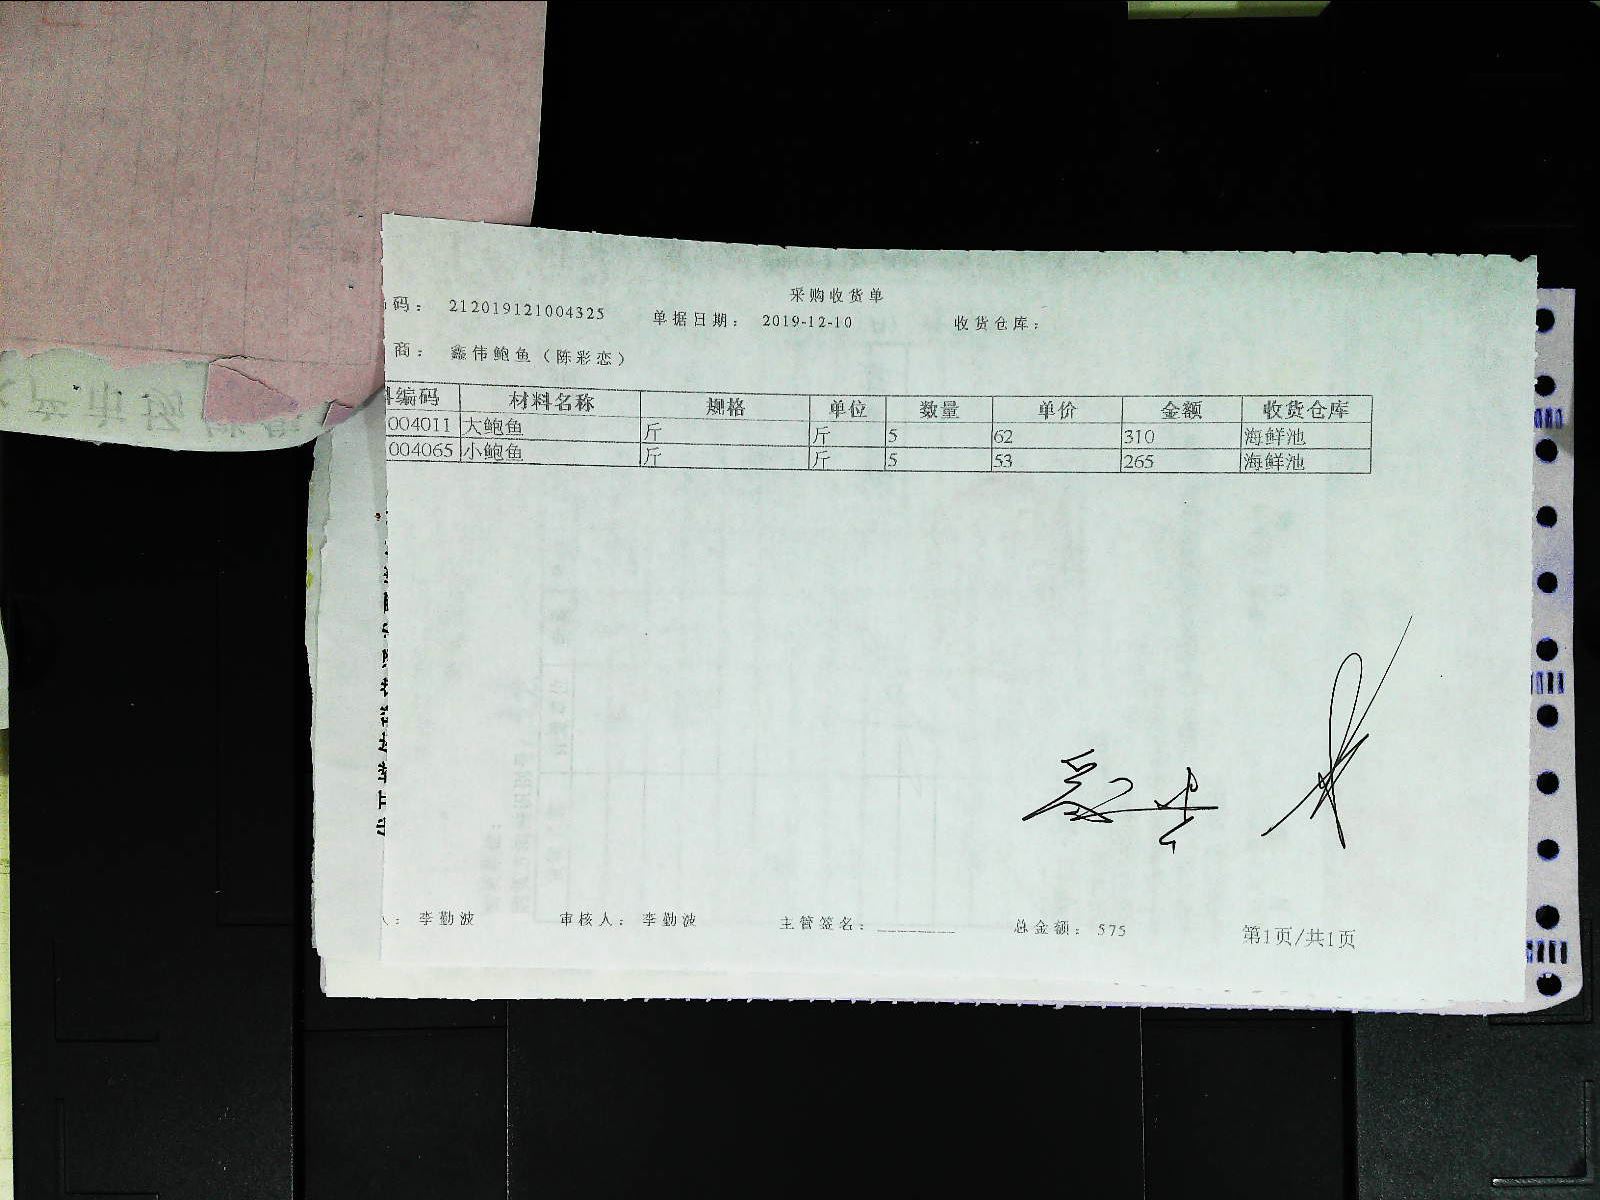 采购收货单
码： 212019121004325 单据日期： 2019-12-10 收货仓库：
商： 鑫伟鲍鱼（陈彩恋）
编码 材料名称 规格 单位 数量 单价 金额 收货仓库
004011 大鲍鱼 斤 斤 5 62 310 海鲜池
004065 小鲍鱼 斤 斤 5 53 265 海鲜池
人： 李勤波 审核人： 李勤波 主管签名：________ 总金额： 575 第1页/共1页